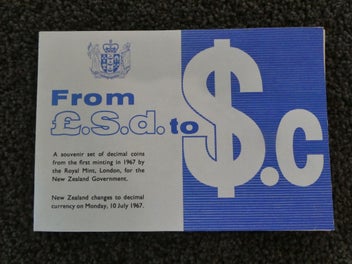 From
£.S.d. to
$.c
A souvenir set of decimal coins
from the first minting in 1967 by
the Royal Mints, London, for the
New Zealand Government.
New Zealand changes to decimal
currency on Monday, 10 July 1967.